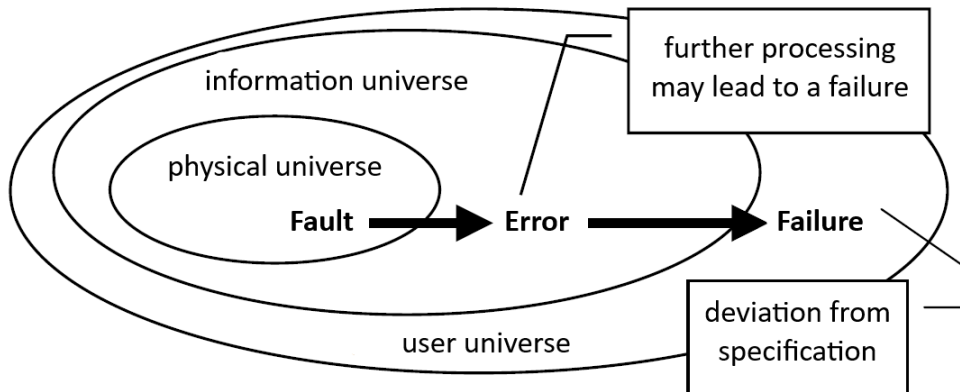 further processing
may lead to a failure
information universe
physical universe
Fault Error Failure
deviation from
specification
user universe